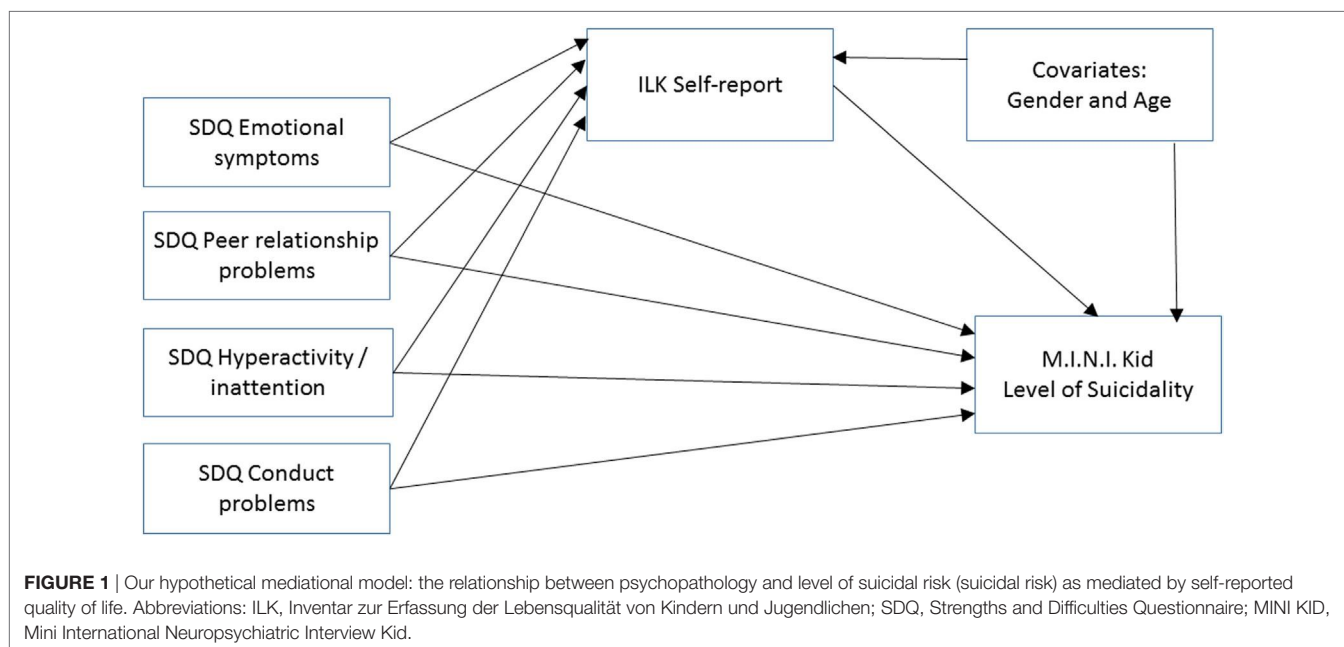 ILK Self-report
Covariates:
Gender and Age
SDQ Emotional
symptoms
SDQ Peer relationship
problems
SDQ Hyperactivity /
inattention
SDQ Conduct
problems
M.I.N.I. Kid
Level of Suicidality
FIGURE 1 | Our hypothetical mediational model: the relationship between psychopathology and level of suicidal risk (suicidal risk) as mediated by self-reported
quality of life. Abbreviations: ILK, Inventar zur Erfassung der Lebensqualität von Kindern und Jugendlichen; SDQ, Strengths and Difficulties Questionnaire; MINI KID,
Mini International Neuropsychiatric Interview Kid.